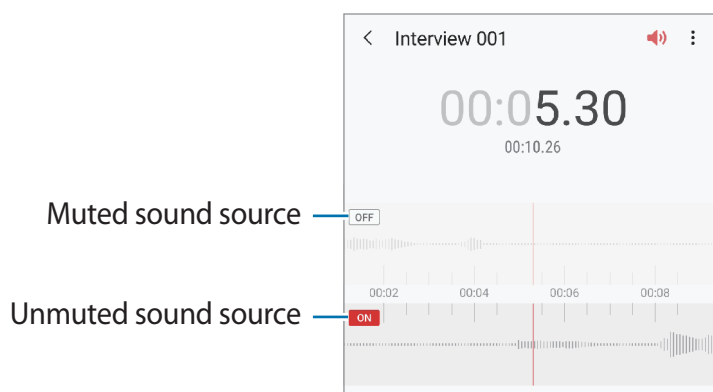 Interview 001
00:05.30
00:10.26
Muted sound source
OFF
00:02 00:04 00:06 00:08
Unmuted sound source
ON